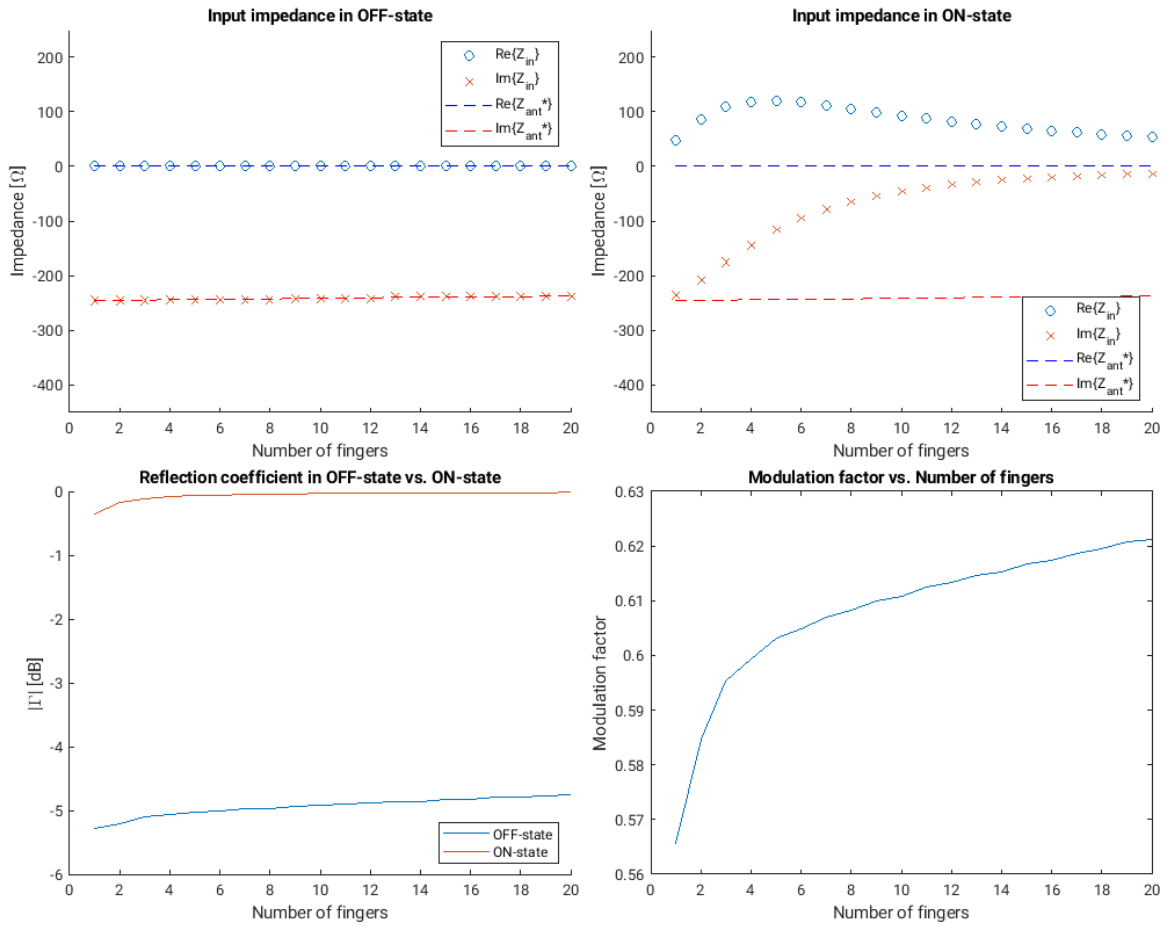 Input impedance in OFF-state
200
100
0
-100
-200
-300
-400
Impedance [Ω]
0 2 4 6 8 10 12 14 16 18 20
Number of fingers
Re{Z_in}
Im{Z_in}
Re{Z_ant*}
Im{Z_ant*}
Input impedance in ON-state
200
100
0
-100
-200
-300
-400
Impedance [Ω]
0 2 4 6 8 10 12 14 16 18 20
Number of fingers
Re{Z_in}
Im{Z_in}
Re{Z_ant*}
Im{Z_ant*}
Reflection coefficient in OFF-state vs. ON-state
0
-1
-2
-3
-4
-5
-6
|Γ| [dB]
0 2 4 6 8 10 12 14 16 18 20
Number of fingers
OFF-state
ON-state
Modulation factor vs. Number of fingers
0.63
0.62
0.61
0.6
0.59
0.58
0.57
0.56
Modulation factor
0 2 4 6 8 10 12 14 16 18 20
Number of fingers